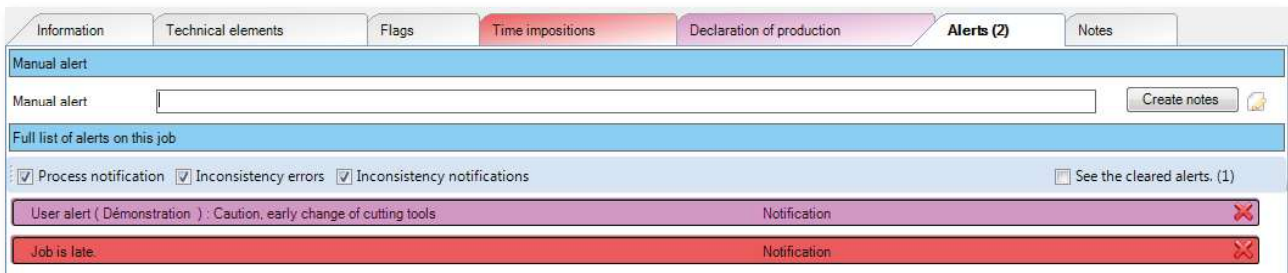 Information Technical elements Flags Time impositions Declaration of production Alerts (2) Notes
Manual alert
Manual alert Create notes
Full list of alerts on this job
Process notification Inconsistency errors Inconsistency notifications See the cleared alerts. (1)
User alert ( Démonstration ) : Caution, early change of cutting tools Notification
Job is late. Notification